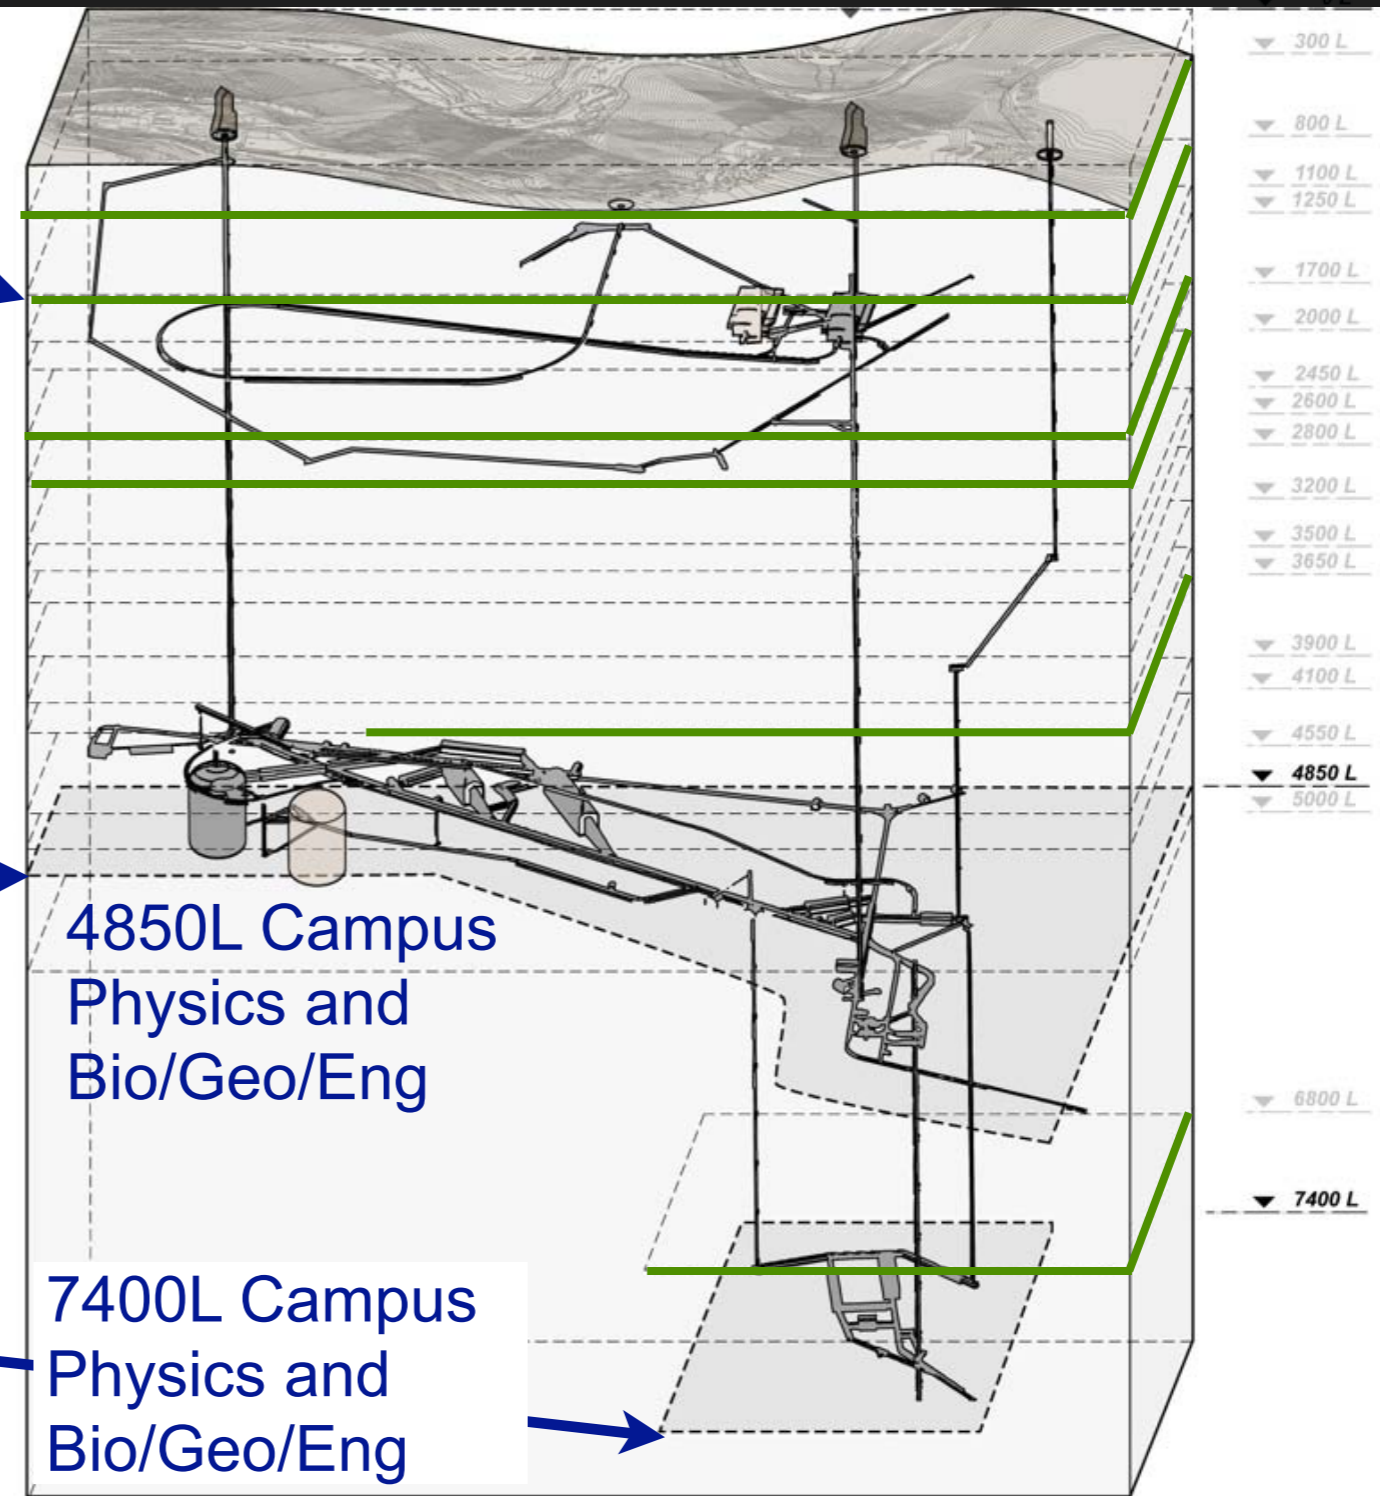 300 L
800 L
1100 L
1250 L
1700 L
2000 L
2450 L
2600 L
2800 L
3200 L
3500 L
3650 L
3900 L
4100 L
4550 L
4850 L
5000 L
4850L Campus
Physics and
Bio/Geo/Eng
6800 L
7400 L
7400L Campus
Physics and
Bio/Geo/Eng